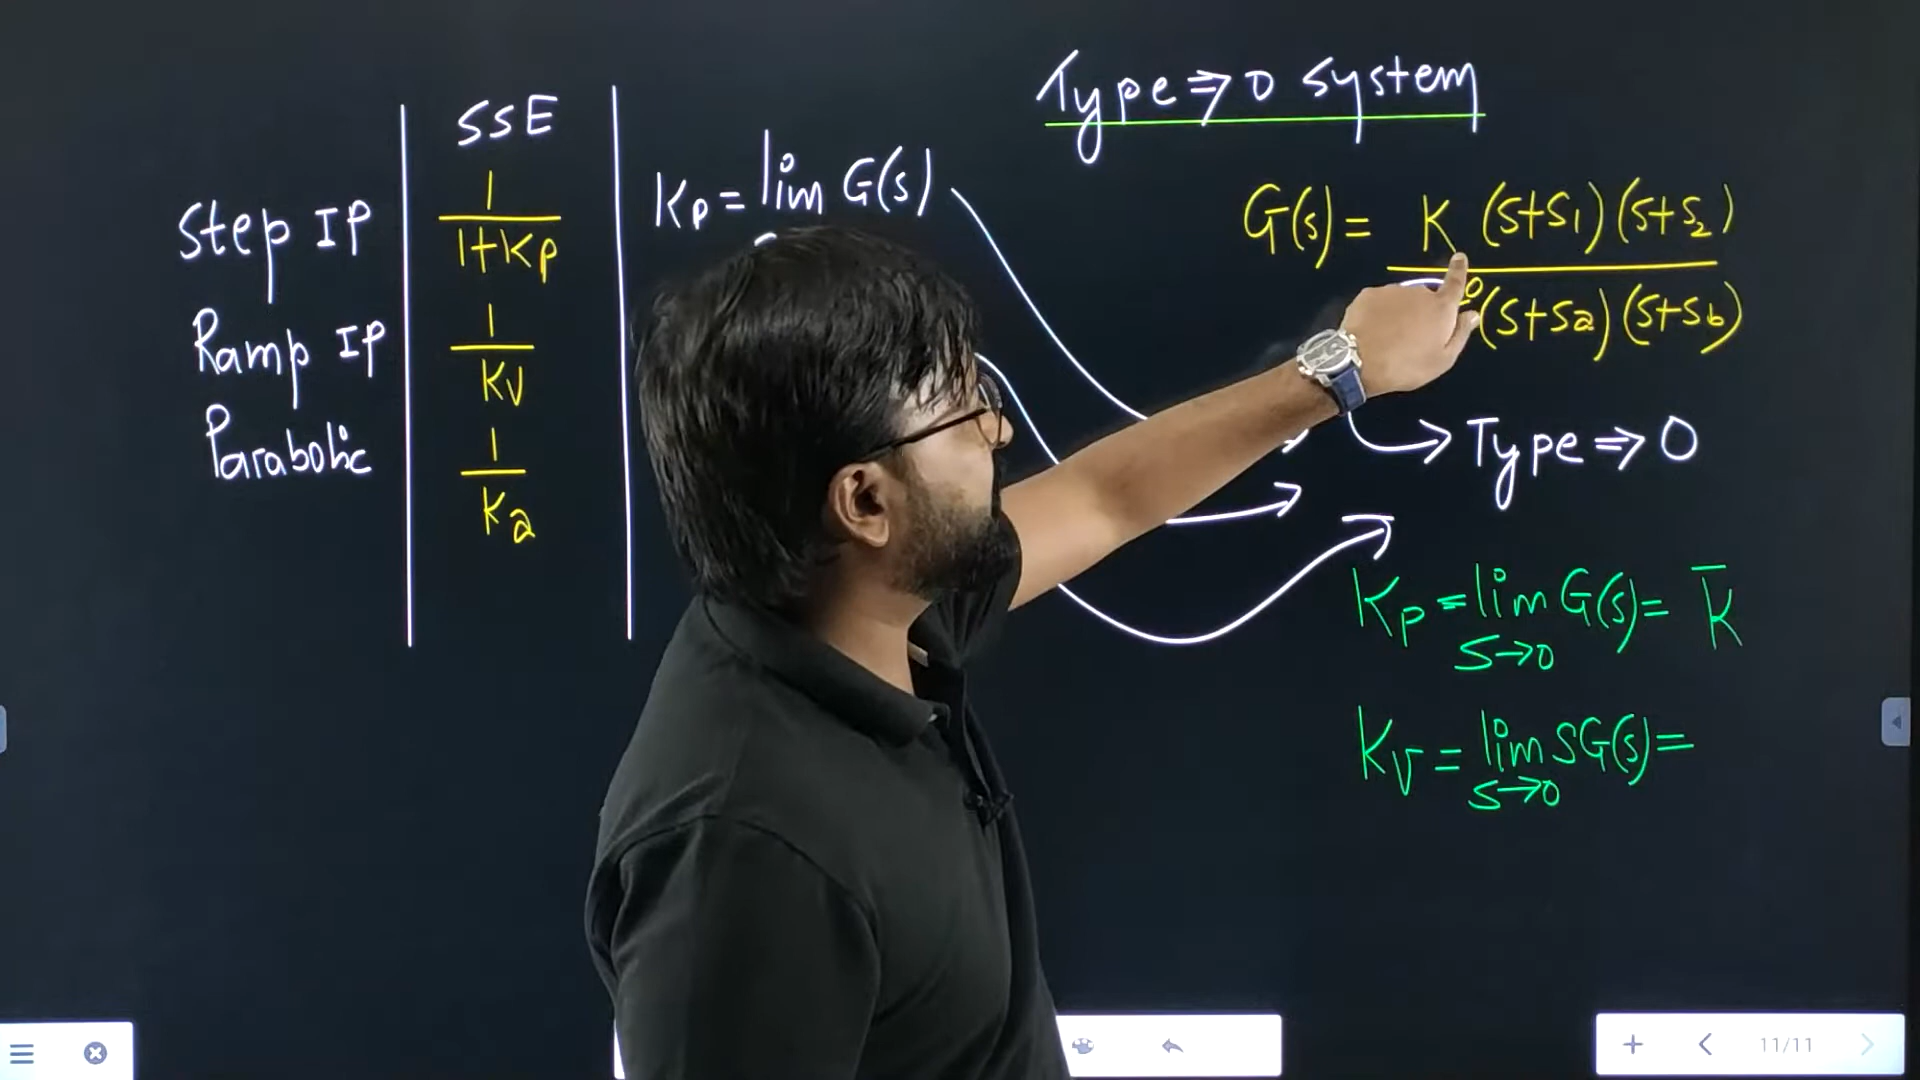 Type ⇒ 0 system
SSE
Step IP
1/(1+Kp)
Kp = lim G(s)
G(s) = K (S+S1)(S+S2)
0 (S+Sa)(S+Sb)
Ramp IP
1/Kv
Parabolic
1/Ka
→ Type ⇒ 0
Kp = lim G(s) = K̅
S→0
Kv = lim SG(s) =
S→0
11/11